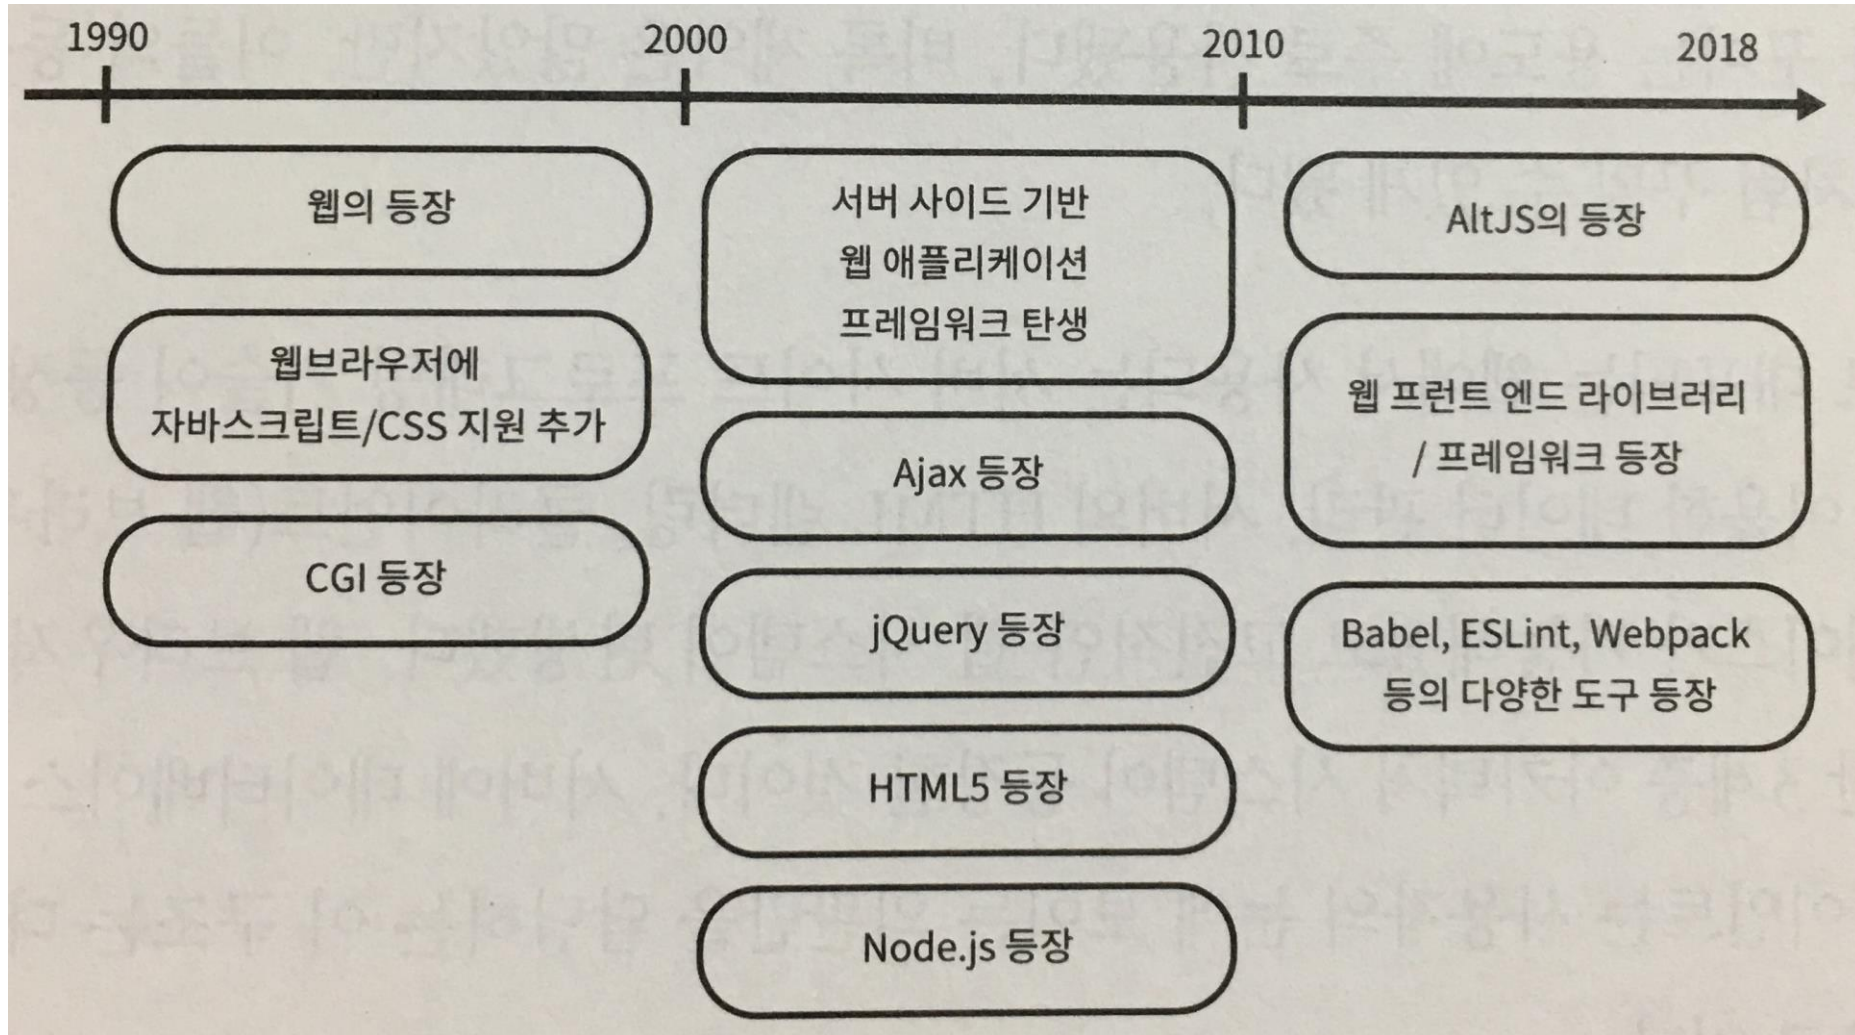 1990
2000
2010
2018
웹의 등장
웹브라우저에
자바스크립트/CSS 지원 추가
CGI 등장
서버 사이드 기반
웹 애플리케이션
프레임워크 탄생
Ajax 등장
jQuery 등장
HTML5 등장
Node.js 등장
AltJS의 등장
웹 프런트 엔드 라이브러리
/ 프레임워크 등장
Babel, ESLint, Webpack
등의 다양한 도구 등장